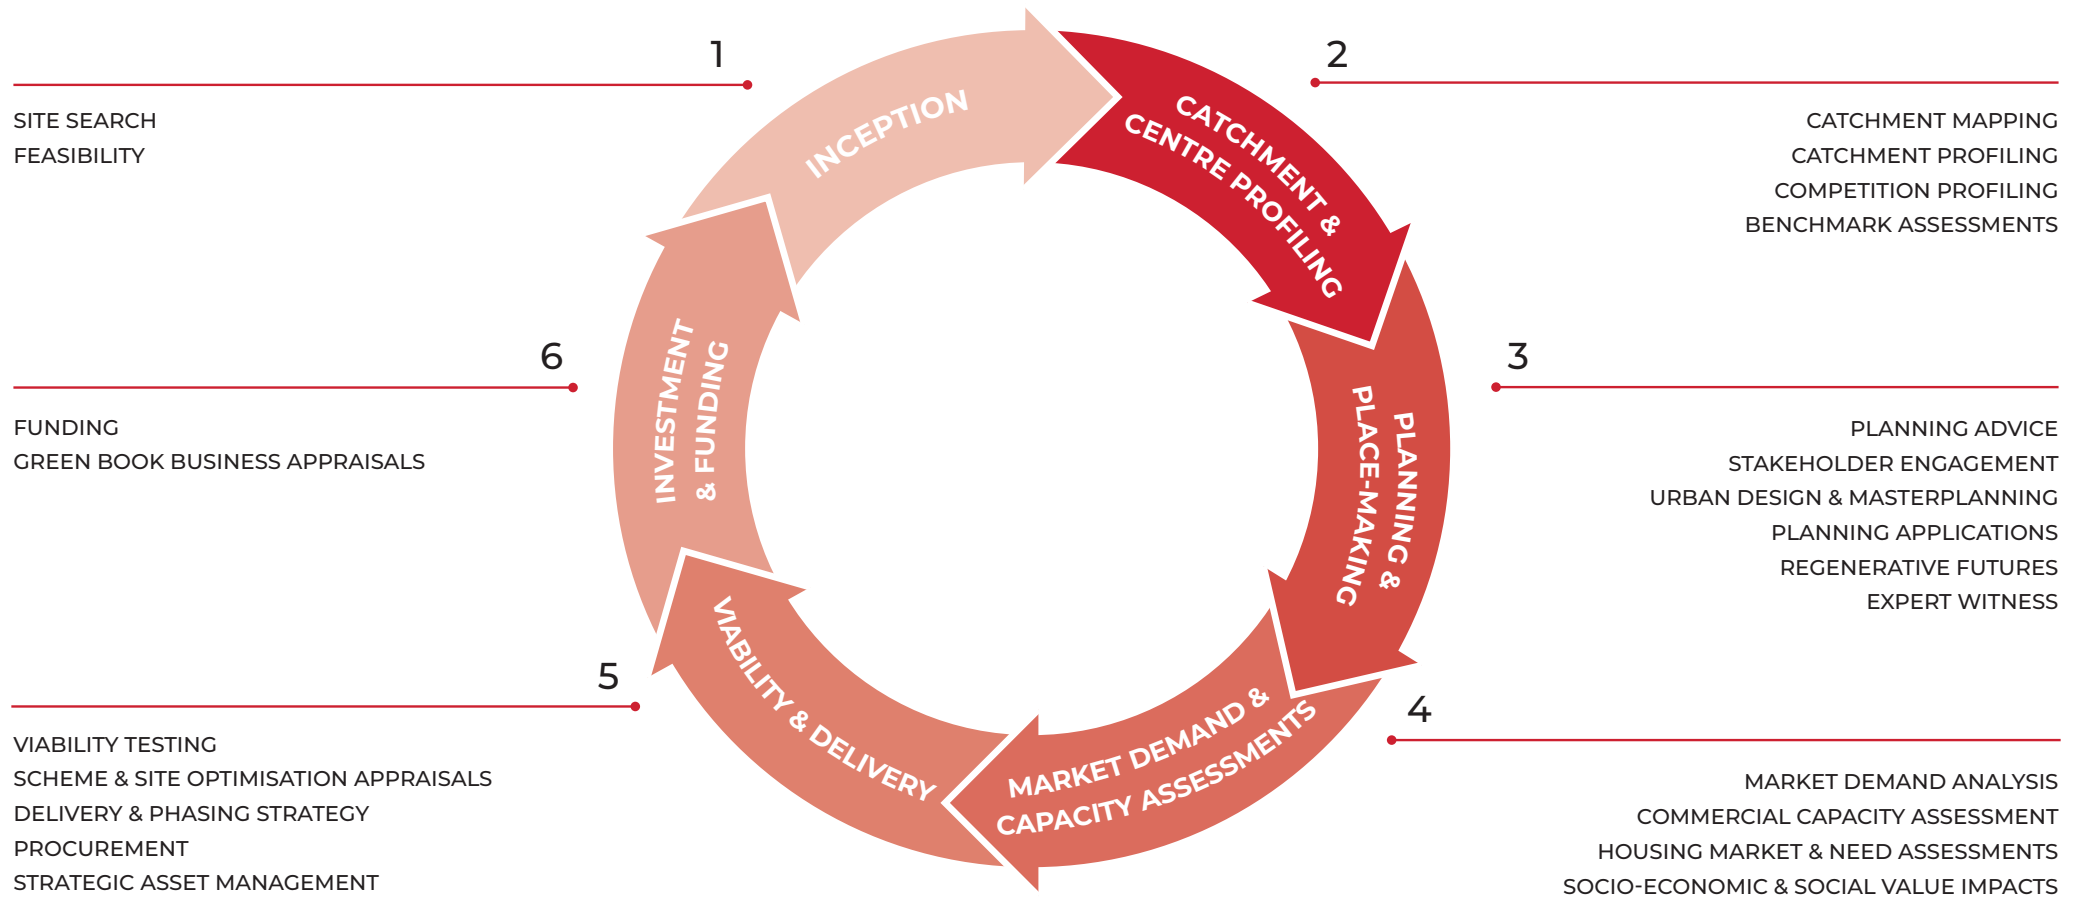 1
INCEPTION
SITE SEARCH
FEASIBILITY
2
CATCHMENT &
CENTRE PROFILING
CATCHMENT MAPPING
CATCHMENT PROFILING
COMPETITION PROFILING
BENCHMARK ASSESSMENTS
3
PLANNING &
PLACE-MAKING
PLANNING ADVICE
STAKEHOLDER ENGAGEMENT
URBAN DESIGN & MASTERPLANNING
PLANNING APPLICATIONS
REGENERATIVE FUTURES
EXPERT WITNESS
4
MARKET DEMAND &
CAPACITY ASSESSMENTS
MARKET DEMAND ANALYSIS
COMMERCIAL CAPACITY ASSESSMENT
HOUSING MARKET & NEED ASSESSMENTS
SOCIO-ECONOMIC & SOCIAL VALUE IMPACTS
5
VIABILITY & DELIVERY
VIABILITY TESTING
SCHEME & SITE OPTIMISATION APPRAISALS
DELIVERY & PHASING STRATEGY
PROCUREMENT
STRATEGIC ASSET MANAGEMENT
6
INVESTMENT
& FUNDING
FUNDING
GREEN BOOK BUSINESS APPRAISALS